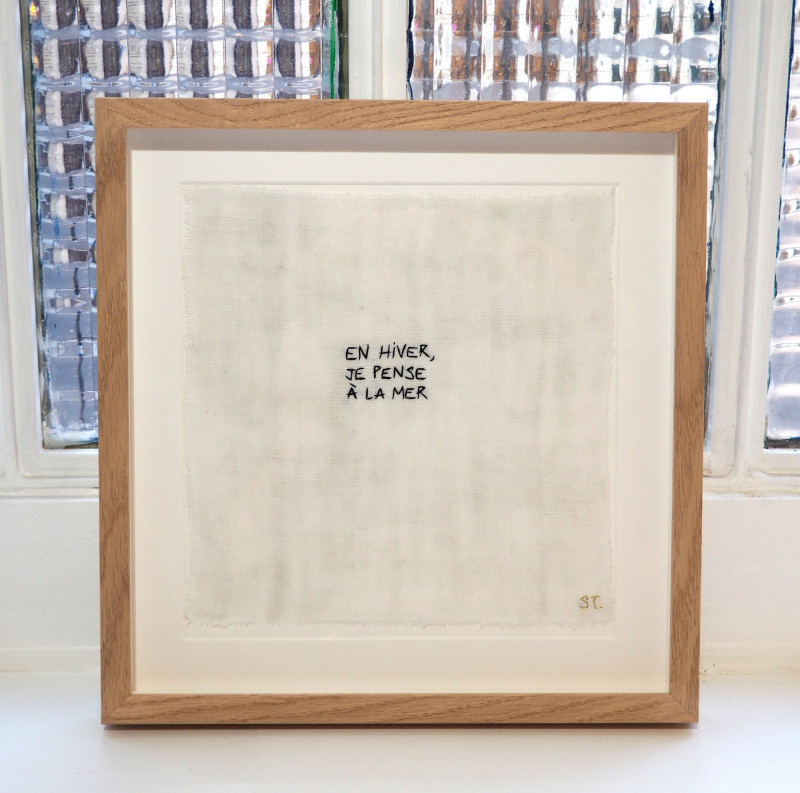 EN HiVER,
JE PENSE
À LA MER
ST.